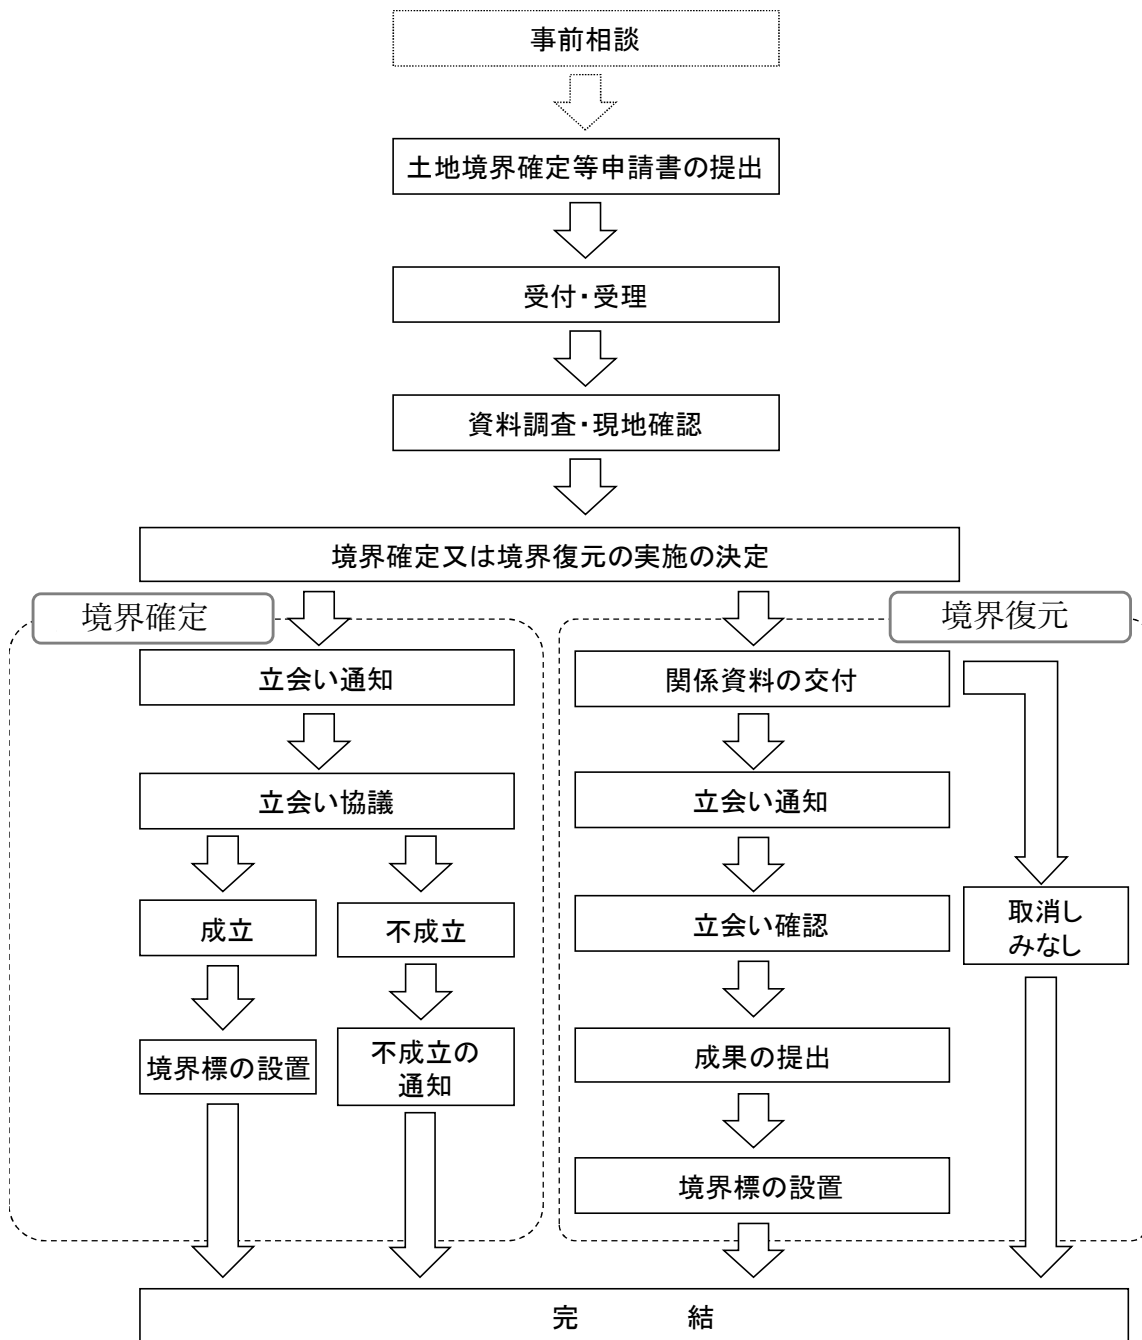 事前相談
土地境界確定等申請書の提出
受付・受理
資料調査・現地確認
境界確定又は境界復元の実施の決定
境界確定
立会い通知
立会い協議
成立
不成立
境界標の設置
不成立の
通知
境界復元
関係資料の交付
立会い通知
立会い確認
成果の提出
境界標の設置
取消し
みなし
完　　　　結